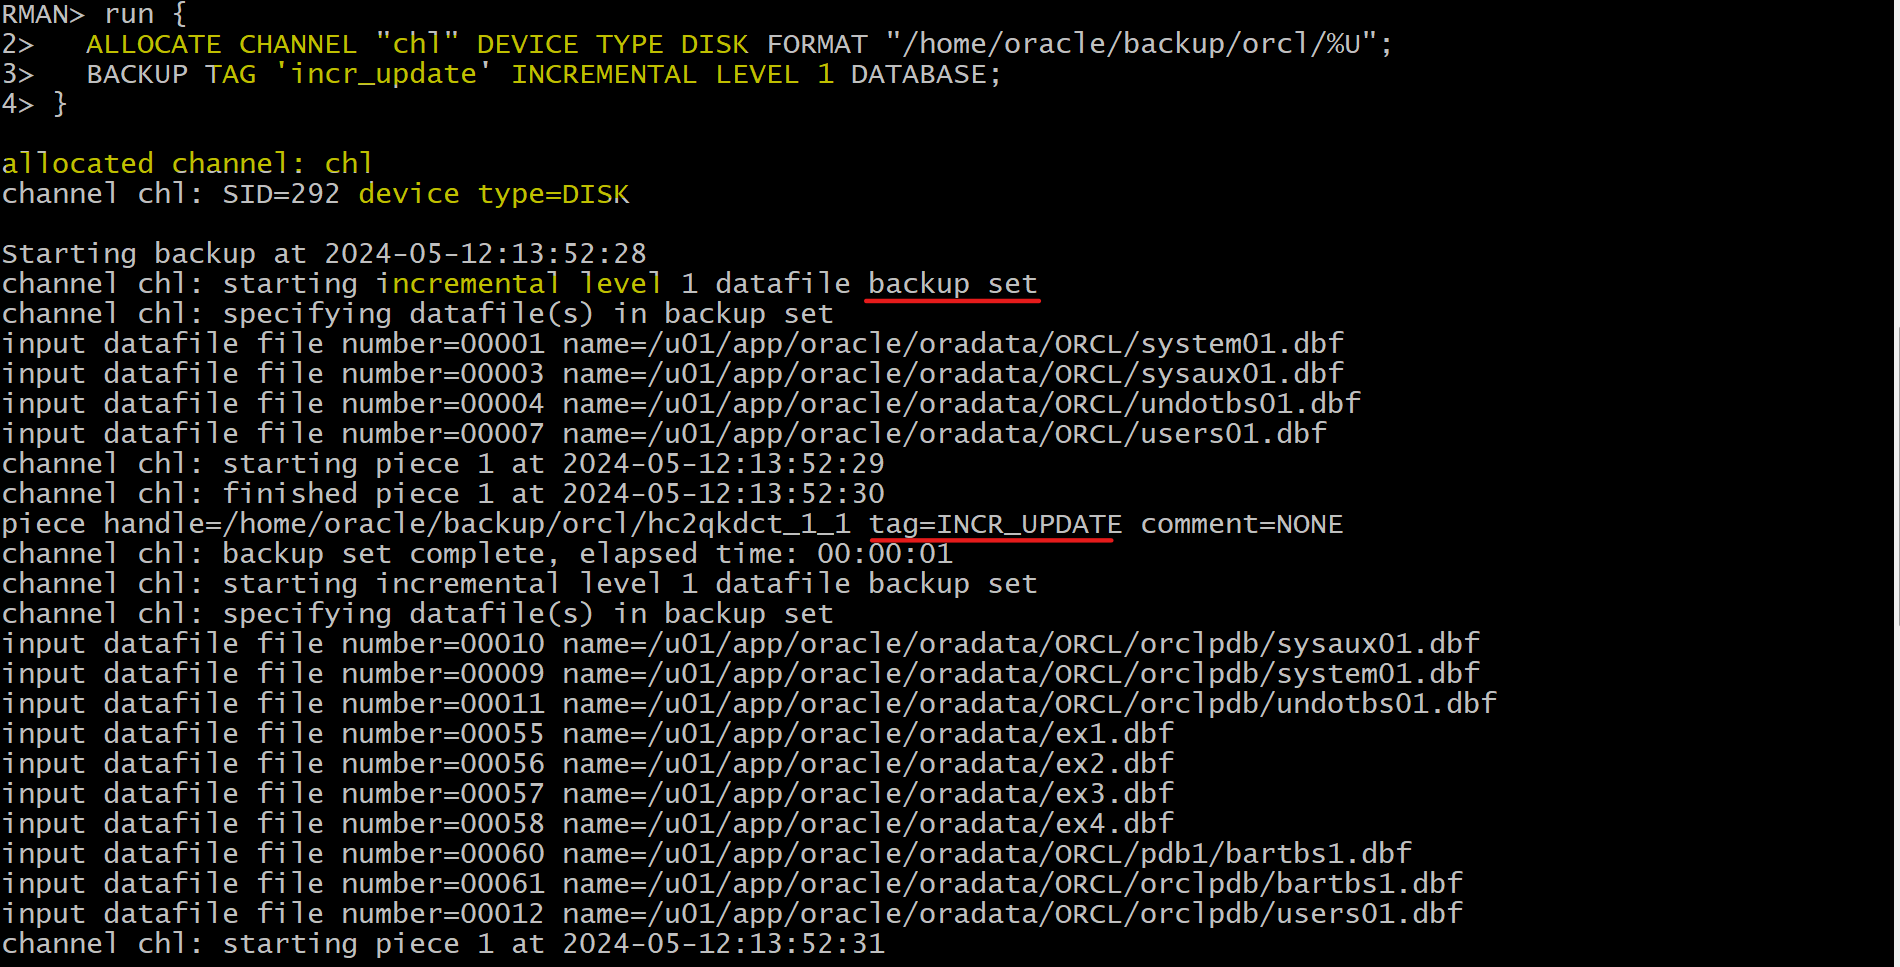 RMAN> run {
2>   ALLOCATE CHANNEL "chl" DEVICE TYPE DISK FORMAT "/home/oracle/backup/orcl/%U";
3>   BACKUP TAG 'incr_update' INCREMENTAL LEVEL 1 DATABASE;
4> }
allocated channel: chl
channel chl: SID=292 device type=DISK
Starting backup at 2024-05-12:13:52:28
channel chl: starting incremental level 1 datafile backup set
channel chl: specifying datafile(s) in backup set
input datafile file number=00001 name=/u01/app/oracle/oradata/ORCL/system01.dbf
input datafile file number=00003 name=/u01/app/oracle/oradata/ORCL/sysaux01.dbf
input datafile file number=00004 name=/u01/app/oracle/oradata/ORCL/undotbs01.dbf
input datafile file number=00007 name=/u01/app/oracle/oradata/ORCL/users01.dbf
channel chl: starting piece 1 at 2024-05-12:13:52:29
channel chl: finished piece 1 at 2024-05-12:13:52:30
piece handle=/home/oracle/backup/orcl/hc2qkdct_1_1 tag=INCR_UPDATE comment=NONE
channel chl: backup set complete, elapsed time: 00:00:01
channel chl: starting incremental level 1 datafile backup set
channel chl: specifying datafile(s) in backup set
input datafile file number=00010 name=/u01/app/oracle/oradata/ORCL/orclpdb/sysaux01.dbf
input datafile file number=00009 name=/u01/app/oracle/oradata/ORCL/orclpdb/system01.dbf
input datafile file number=00011 name=/u01/app/oracle/oradata/ORCL/orclpdb/undotbs01.dbf
input datafile file number=00055 name=/u01/app/oracle/oradata/ex1.dbf
input datafile file number=00056 name=/u01/app/oracle/oradata/ex2.dbf
input datafile file number=00057 name=/u01/app/oracle/oradata/ex3.dbf
input datafile file number=00058 name=/u01/app/oracle/oradata/ex4.dbf
input datafile file number=00060 name=/u01/app/oracle/oradata/ORCL/pdb1/bartbs1.dbf
input datafile file number=00061 name=/u01/app/oracle/oradata/ORCL/orclpdb/bartbs1.dbf
input datafile file number=00012 name=/u01/app/oracle/oradata/ORCL/orclpdb/users01.dbf
channel chl: starting piece 1 at 2024-05-12:13:52:31